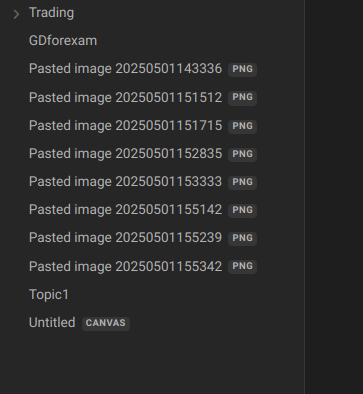 Trading
GDforexam
Pasted image 20250501143336 PNG
Pasted image 20250501151512 PNG
Pasted image 20250501151715 PNG
Pasted image 20250501152835 PNG
Pasted image 20250501153333 PNG
Pasted image 20250501155142 PNG
Pasted image 20250501155239 PNG
Pasted image 20250501155342 PNG
Topic1
Untitled CANVAS